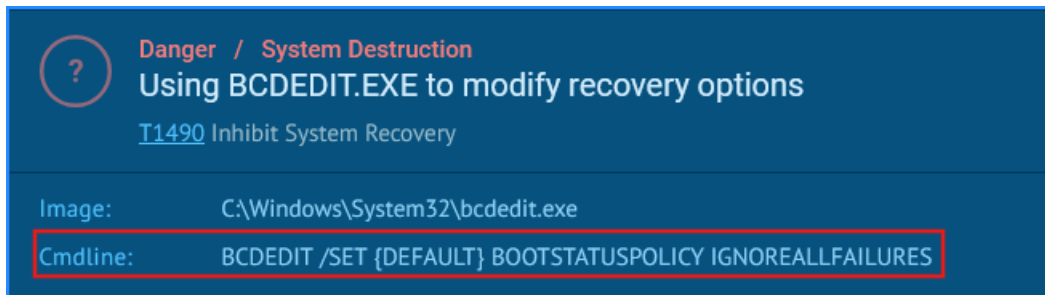 ?
Danger / System Destruction
Using BCDEDIT.EXE to modify recovery options
T1490 Inhibit System Recovery
Image: C:\Windows\System32\bcdedit.exe
Cmdline: BCDEDIT /SET {DEFAULT} BOOTSTATUSPOLICY IGNOREALLFAILURES